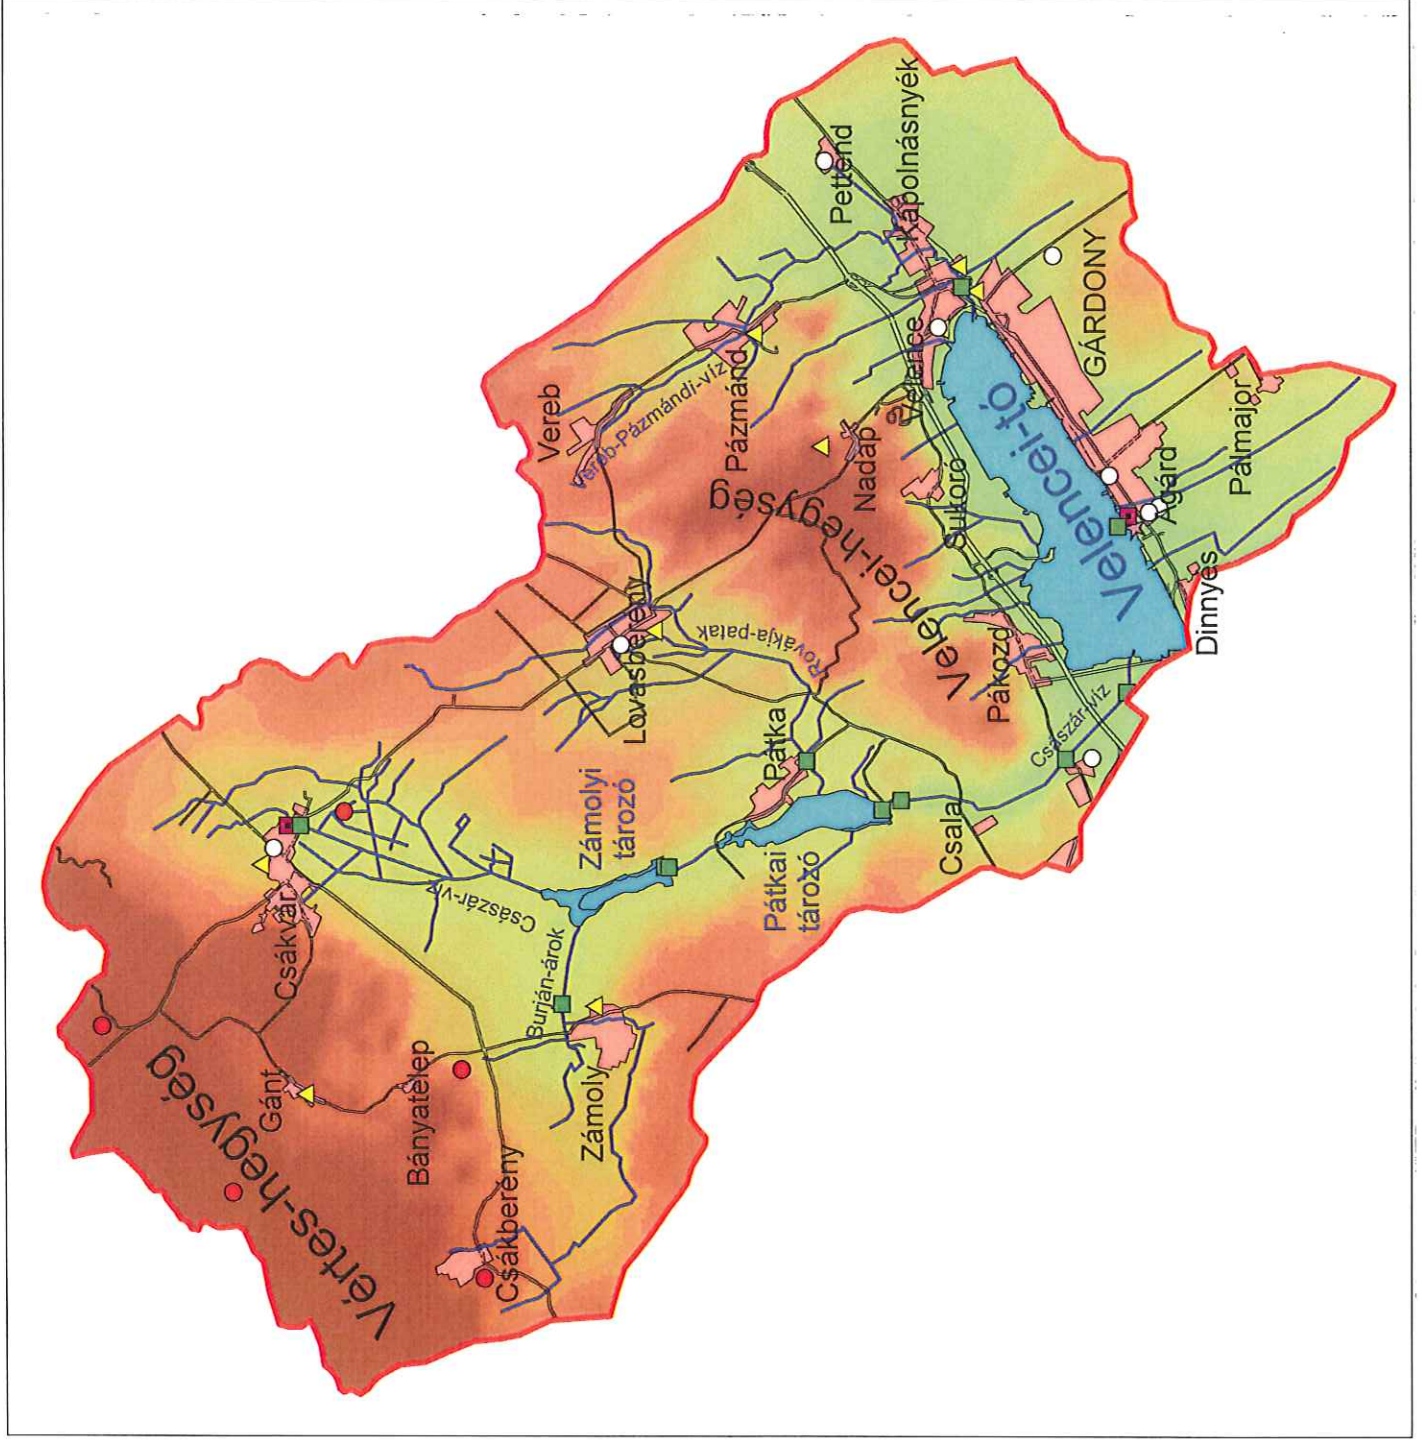 Vértes-hegység
Gánt
Csákvár
Bányatelep
Csákberény
Császár-víz
Burján-árok
Zámoly
Zámolyi
tározó
Vereb
Vereb-Pázmándi-víz
Lovasberény
Rovákja-patak
Pázmánd
Velencei-hegység
Pátka
Pátkai
tározó
Pettend
Nadap
Kápolnásnyék
Velence
Sukoró
Csala
Pákozd
Császár-víz
Velencei-tó
GÁRDONY
Agárd
Dinnyés
Pálmajor